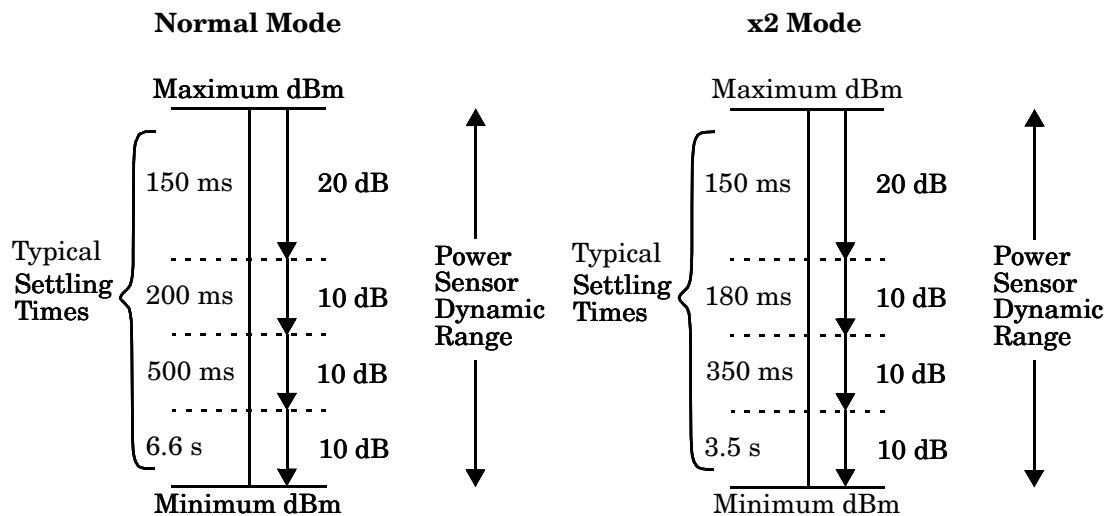 Normal Mode
Maximum dBm
150 ms
20 dB
Typical
Settling
Times
200 ms
10 dB
500 ms
10 dB
6.6 s
10 dB
Minimum dBm
Power
Sensor
Dynamic
Range
x2 Mode
Maximum dBm
150 ms
20 dB
Typical
Settling
Times
180 ms
10 dB
350 ms
10 dB
3.5 s
10 dB
Minimum dBm
Power
Sensor
Dynamic
Range